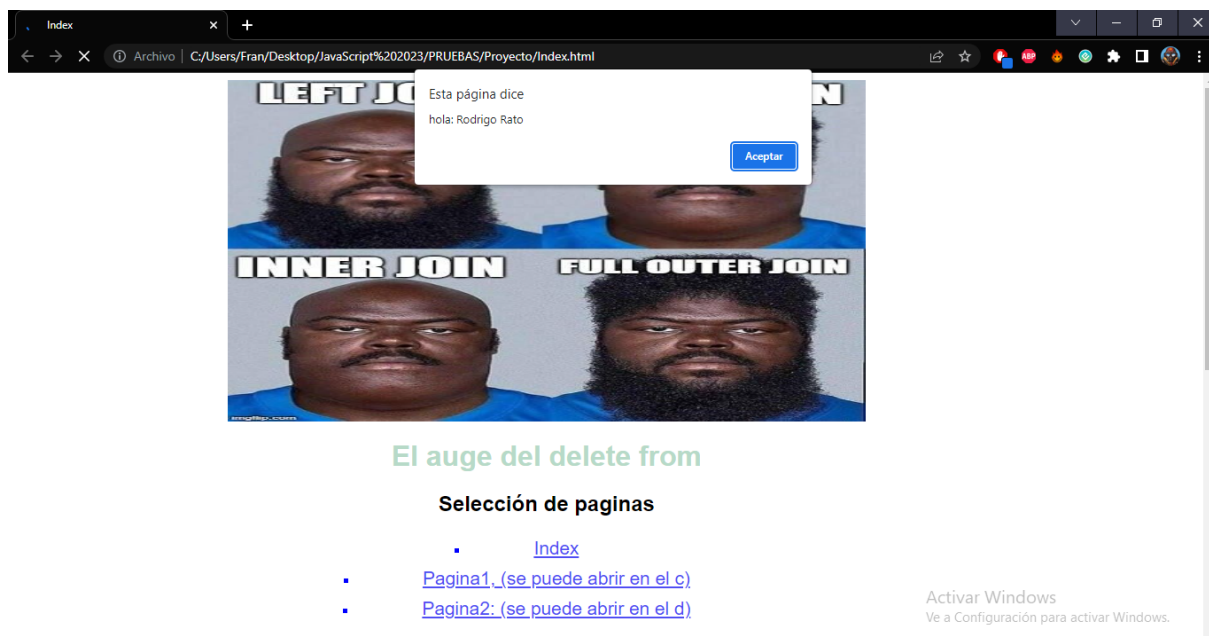 Index
Archivo | C:/Users/Fran/Desktop/JavaScript%202023/PRUEBAS/Proyecto/Index.html
ABP
Esta página dice
hola: Rodrigo Rato
Aceptar
LEFT JO
N
INNER JOIN
FULL OUTER JOIN
imgflip.com
El auge del delete from
Selección de paginas
Index
Pagina1, (se puede abrir en el c)
Pagina2: (se puede abrir en el d)
Activar Windows
Ve a Configuración para activar Windows.